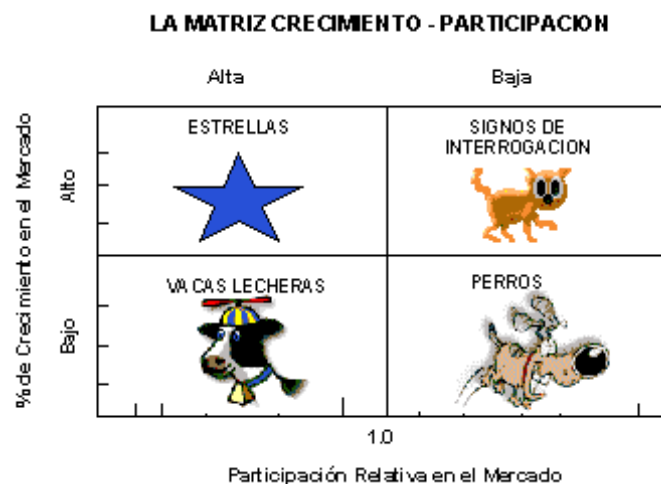 LA MATRIZ CRECIMIENTO - PARTICIPACION
Alta
Baja
% de Crecimiento en el Mercado
Alto
Bajo
ESTRELLAS
SIGNOS DE
INTERROGACION
VACAS LECHERAS
PERROS
1.0
Participación Relativa en el Mercado